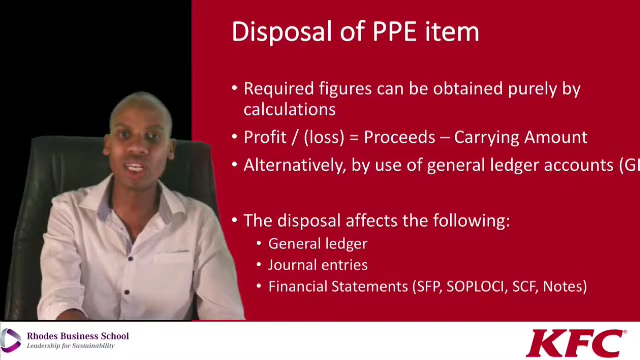 Disposal of PPE item
• Required figures can be obtained purely by
calculations
• Profit / (loss) = Proceeds – Carrying Amount
• Alternatively, by use of general ledger accounts (GL
• The disposal affects the following:
• General ledger
• Journal entries
• Financial Statements (SFP, SOPLOCI, SCF, Notes)
Rhodes Business School
Leadership for Sustainability
KFC